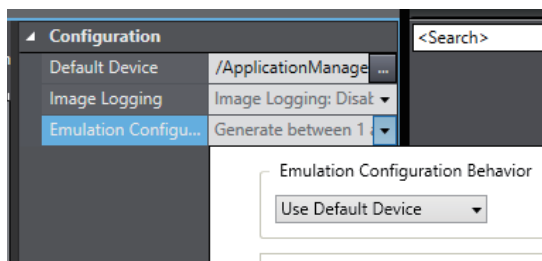 Configuration
<Search>
Default Device /ApplicationManage ...
Image Logging Image Logging: Disat
Emulation Configu... Generate between 1
Emulation Configuration Behavior
Use Default Device